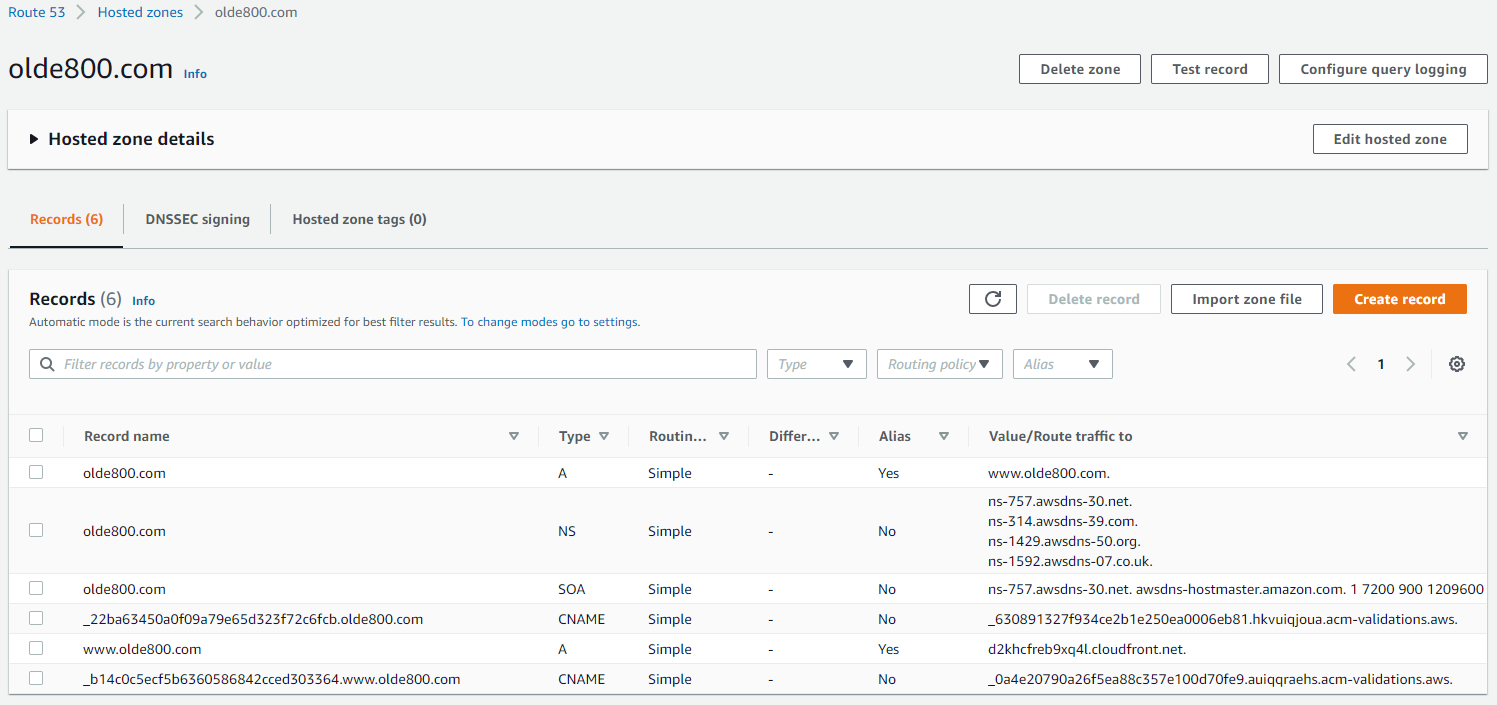 Route 53 > Hosted zones > olde800.com
olde800.com Info
Delete zone Test record Configure query logging
Hosted zone details Edit hosted zone
Records (6) DNSSEC signing Hosted zone tags (0)
Records (6) Info
Delete record Import zone file Create record
Automatic mode is the current search behavior optimized for best filter results. To change modes go to settings.
Filter records by property or value Type Routing policy Alias 1
Record name Type Routin... Differ... Alias Value/Route traffic to
olde800.com A Simple - Yes www.olde800.com.
olde800.com NS Simple - No ns-757.awsdns-30.net.
ns-314.awsdns-39.com.
ns-1429.awsdns-50.org.
ns-1592.awsdns-07.co.uk.
olde800.com SOA Simple - No ns-757.awsdns-30.net. awsdns-hostmaster.amazon.com. 1 7200 900 1209600
_22ba63450a0f09a79e65d323f72c6fcb.olde800.com CNAME Simple - No _630891327f934ce2b1e250ea0006eb81.hkvuiqjoua.acm-validations.aws.
www.olde800.com A Simple - Yes d2khcfreb9xq4l.cloudfront.net.
_b14c0c5ecf5b6360586842cced303364.www.olde800.com CNAME Simple - No _0a4e20790a26f5ea88c357e100d70fe9.auiqqraehs.acm-validations.aws.